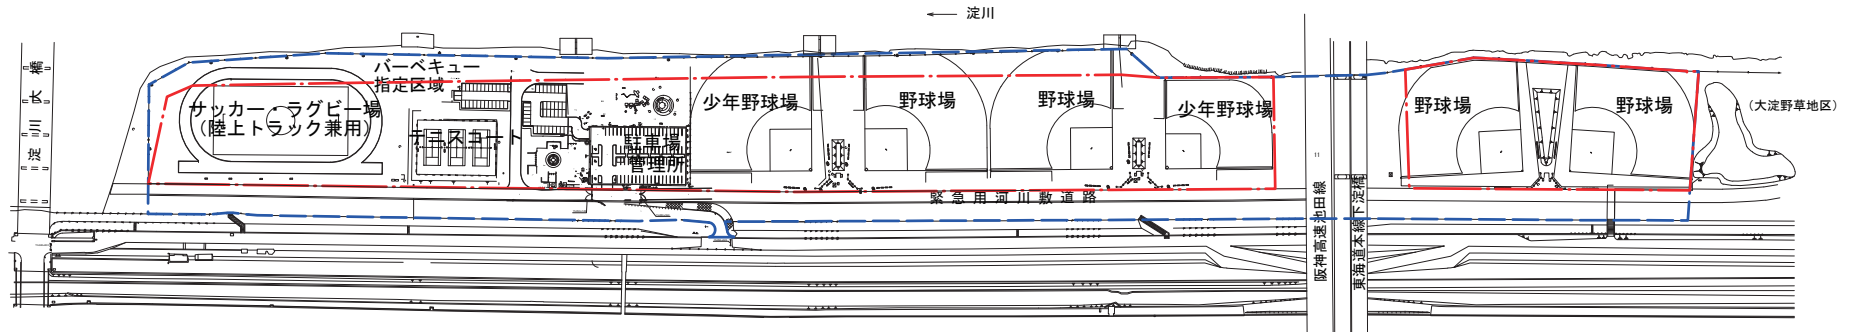 淀川
淀川大橋
バーベキュー
指定区域
サッカー・ラグビー場
(陸上トラック兼用)
テニスコート
駐車場
管理所
少年野球場
野球場
野球場
少年野球場
野球場
野球場
(大淀野草地区)
緊急用河川敷道路
阪神高速池田線
東海道本線下淀橋